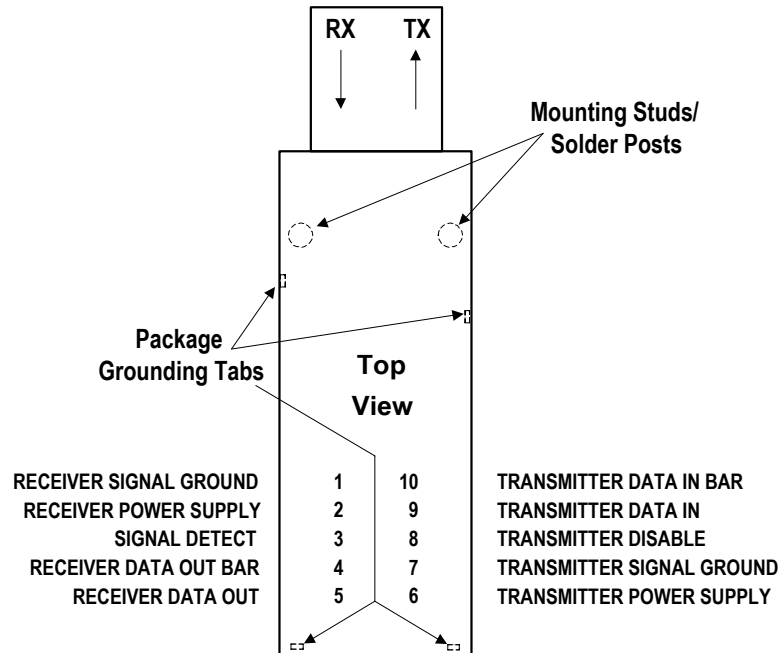 RX TX
Mounting Studs/
Solder Posts
Package
Grounding Tabs
Top
View
RECEIVER SIGNAL GROUND 1 10 TRANSMITTER DATA IN BAR
RECEIVER POWER SUPPLY 2 9 TRANSMITTER DATA IN
SIGNAL DETECT 3 8 TRANSMITTER DISABLE
RECEIVER DATA OUT BAR 4 7 TRANSMITTER SIGNAL GROUND
RECEIVER DATA OUT 5 6 TRANSMITTER POWER SUPPLY